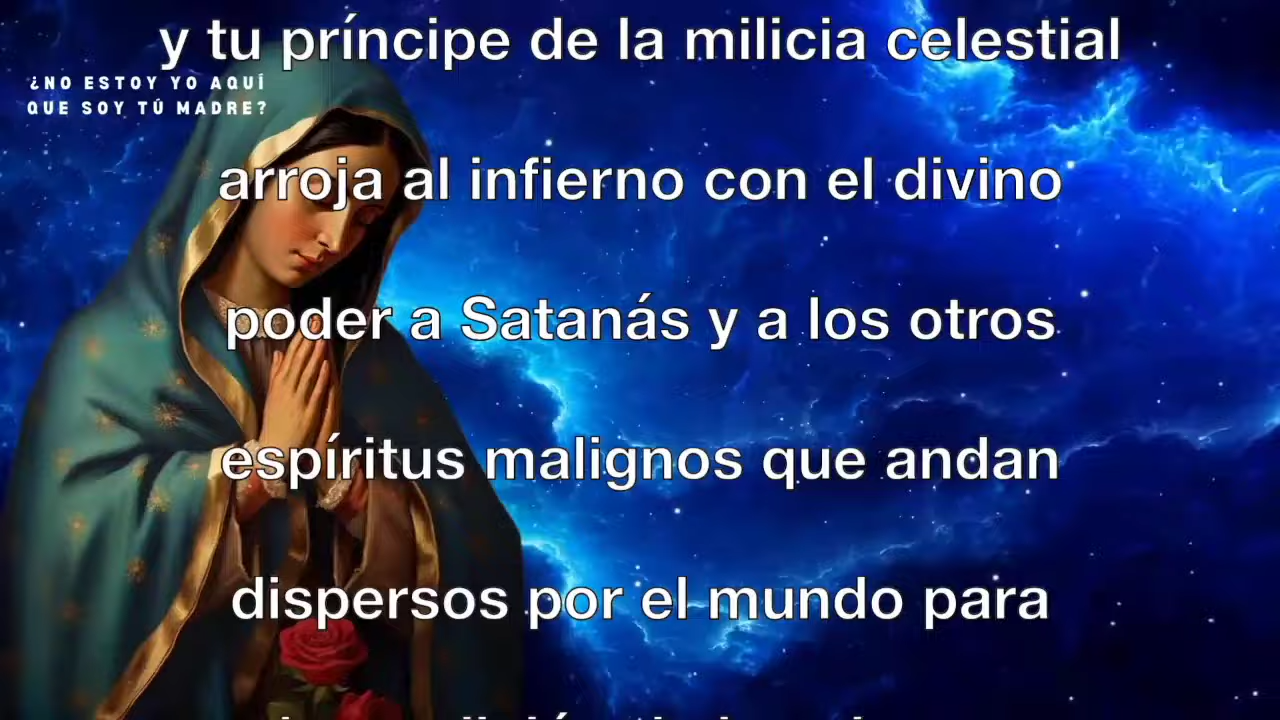 y tu príncipe de la milicia celestial
¿NO ESTOY YO AQUÍ
QUE SOY TÚ MADRE?
arroja al infierno con el divino
poder a Satanás y a los otros
espíritus malignos que andan
dispersos por el mundo para